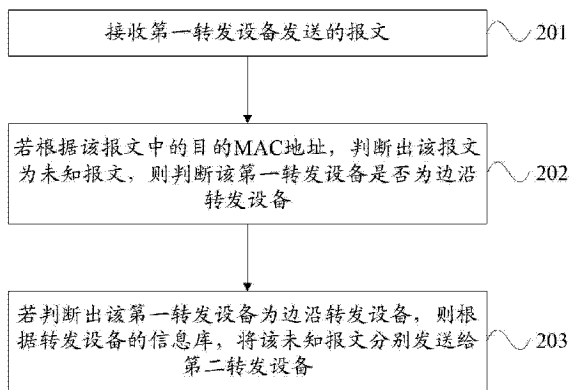 接收第一转发设备发送的报文
201
若根据该报文中的目的MAC地址，判断出该报文
为未知报文，则判断该第一转发设备是否为边沿
转发设备
202
若判断出该第一转发设备为边沿转发设备，则根
据转发设备的信息库，将该未知报文分别发送给
第二转发设备
203